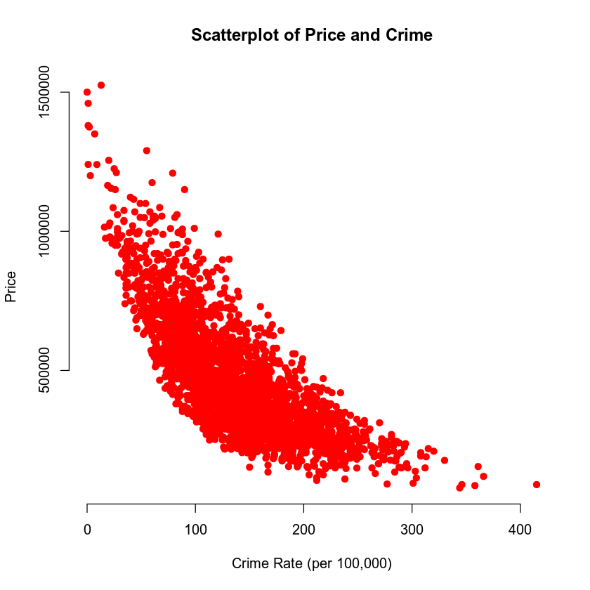 Scatterplot of Price and Crime
1500000
1000000
500000
Price
0 100 200 300 400
Crime Rate (per 100,000)